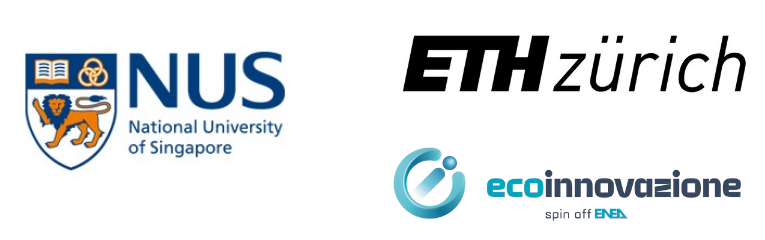 NUS
National University
of Singapore
ETH zürich
ecoinnovazione
spin off ENEA